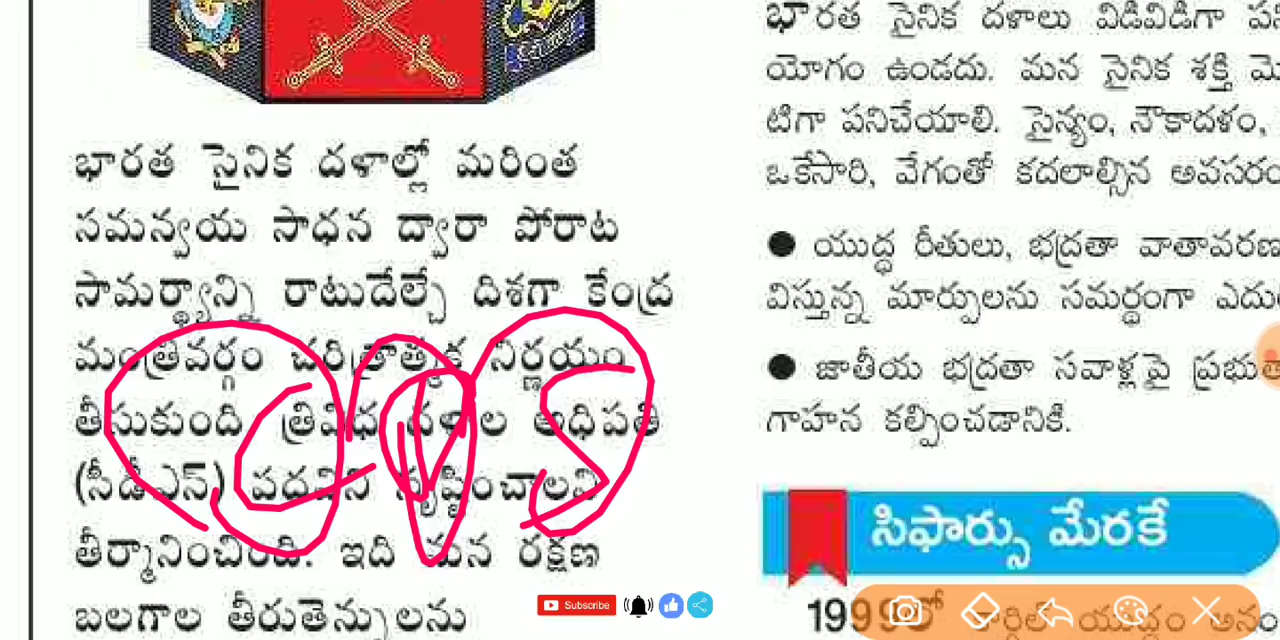 భారత సైనిక దళాల్లో మరింత
సమన్వయ సాధన ద్వారా పోరాట
సామర్థ్యాన్ని రాటుదేల్చే దిశగా కేంద్ర
మంత్రివర్గం చరిత్రాత్మక నిర్ణయం
తీసుకుంది త్రివిధ దళాల అధిపతి
(సీడీఎస్) పదవిని సృష్టించాలని
తీర్మానించింది. ఇది మన రక్షణ
బలగాల తీరుతెన్నులను
CDS
భారత సైనిక దళాలు విడివిడిగా
యోగం ఉండదు. మన సైనిక శక్తి
టిగా పనిచేయాలి. సైన్యం, నౌకాదళం,
ఒకేసారి, వేగంతో కదలాల్సిన అవసరం
● యుద్ధ రీతులు, భద్రతా వాతావరణ
విస్తున్న మార్పులను సమర్థంగా
● జాతీయ భద్రతా సవాళ్లపై
గాహన కల్పించడానికి.
సిఫార్సు మేరకే
1999లో కార్గిల్ యుద్ధం
Subscribe